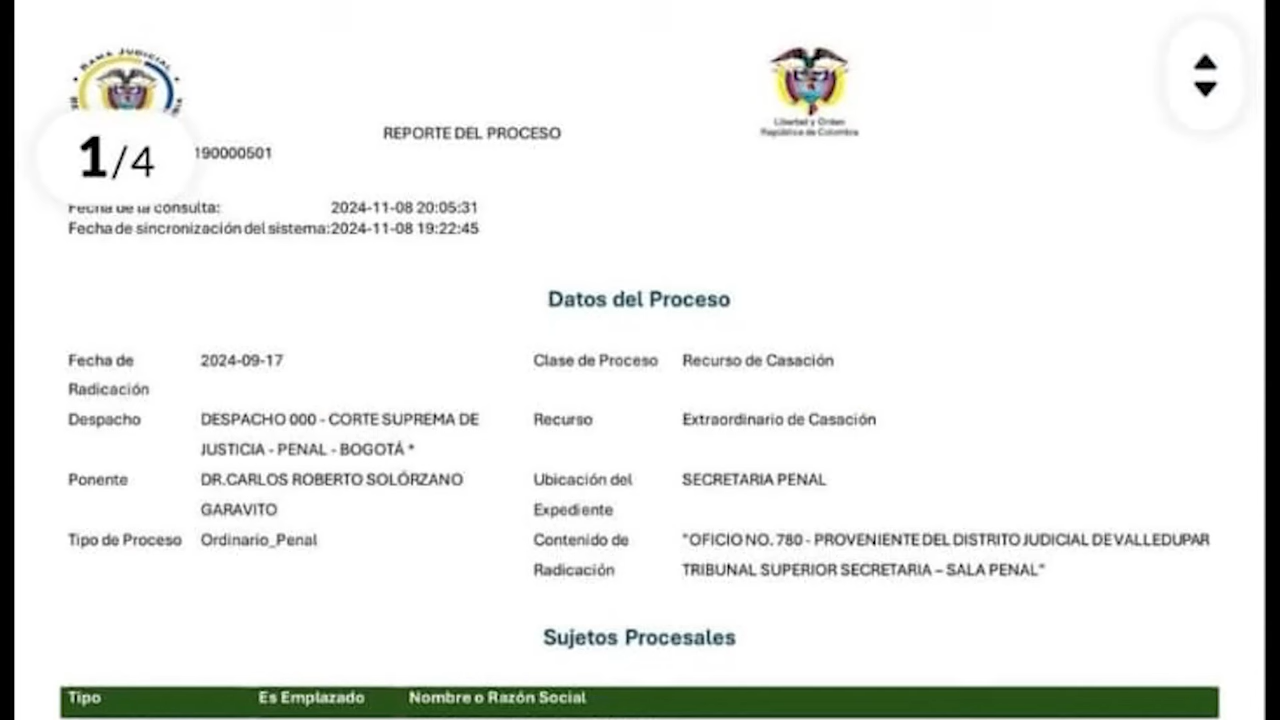 RAMA JUDICIAL
Libertad y Orden
República de Colombia
REPORTE DEL PROCESO
1/4
190000501
Fecha de la consulta: 2024-11-08 20:05:31
Fecha de sincronización del sistema: 2024-11-08 19:22:45
Datos del Proceso
Fecha de 2024-09-17 Clase de Proceso Recurso de Casación
Radicación
Despacho DESPACHO 000 - CORTE SUPREMA DE Recurso Extraordinario de Casación
JUSTICIA - PENAL - BOGOTÁ *
Ponente DR.CARLOS ROBERTO SOLÓRZANO Ubicación del SECRETARIA PENAL
GARAVITO Expediente
Tipo de Proceso Ordinario_Penal Contenido de "OFICIO NO. 780 - PROVENIENTE DEL DISTRITO JUDICIAL DE VALLEDUPAR
Radicación TRIBUNAL SUPERIOR SECRETARIA – SALA PENAL"
Sujetos Procesales
Tipo Es Emplazado Nombre o Razón Social